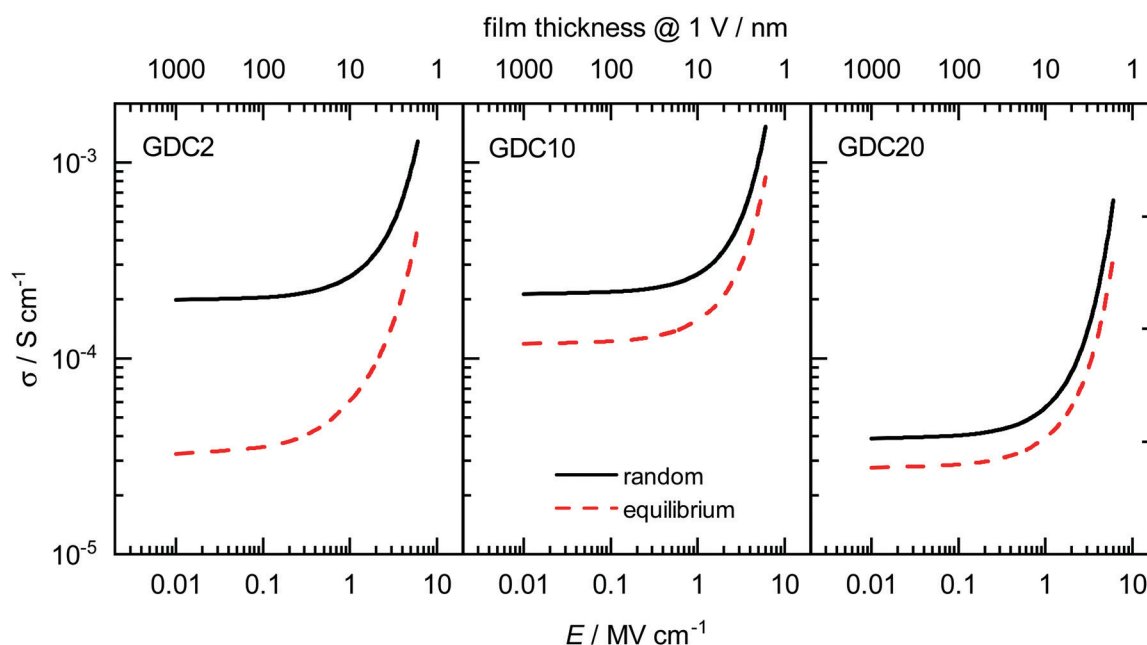 film thickness @ 1 V / nm
1000 100 10 1 1000 100 10 1 1000 100 10 1
GDC2 GDC10 GDC20
10⁻³
10⁻⁴
10⁻⁵
σ / S cm⁻¹
random
equilibrium
0.01 0.1 1 10 0.01 0.1 1 10 0.01 0.1 1 10
E / MV cm⁻¹